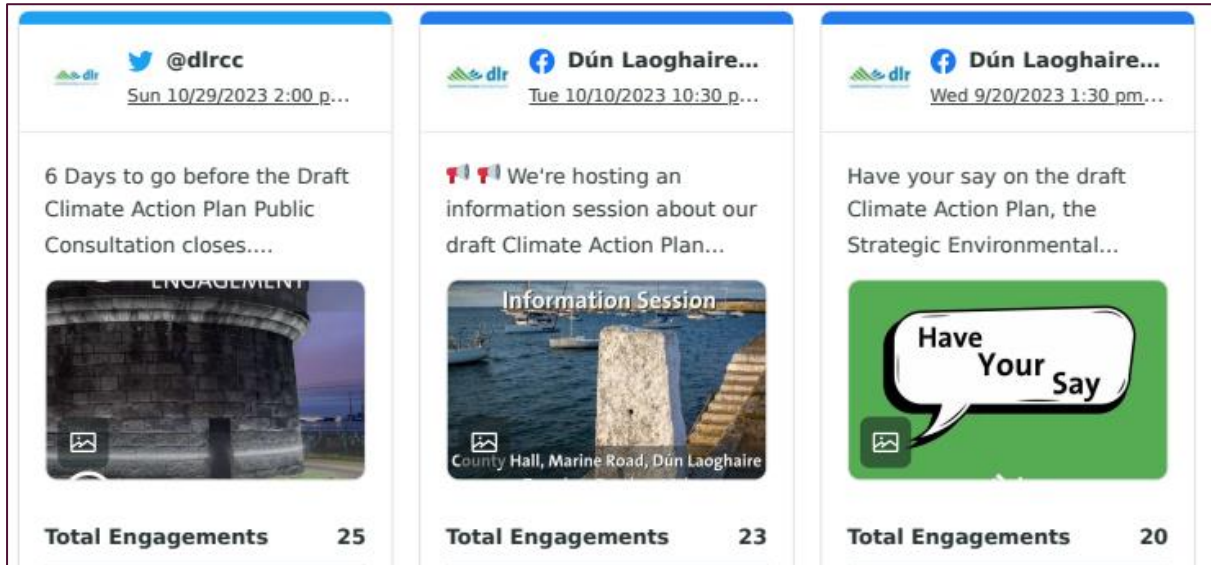 @dlrcc
Sun 10/29/2023 2:00 p...
6 Days to go before the Draft
Climate Action Plan Public
Consultation closes....
ENGAGEMENT
Total Engagements 25
dlr
Dún Laoghaire...
Tue 10/10/2023 10:30 p...
We're hosting an
information session about our
draft Climate Action Plan...
Information Session
County Hall, Marine Road, Dún Laoghaire
Total Engagements 23
dlr
Dún Laoghaire...
Wed 9/20/2023 1:30 pm...
Have your say on the draft
Climate Action Plan, the
Strategic Environmental...
Have
Your
Say
Total Engagements 20